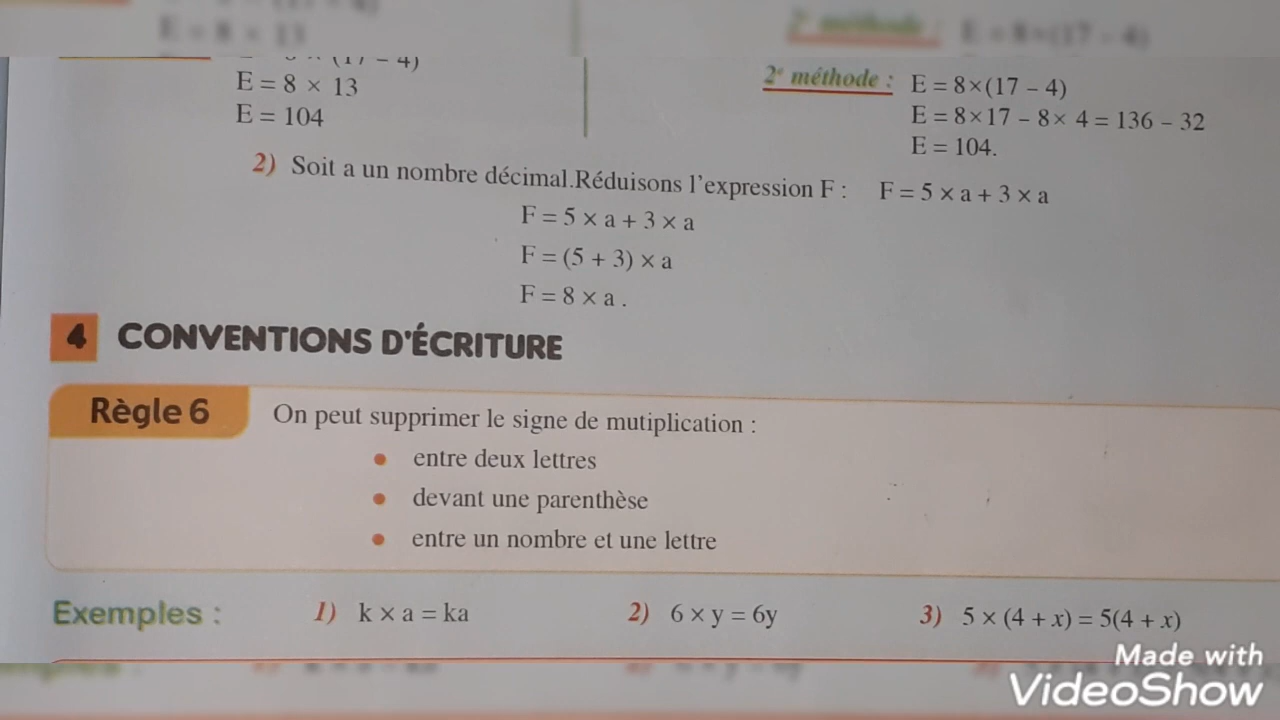 (17 – 4)
E = 8 × 13
E = 104
2e méthode : E = 8×(17 – 4)
E = 8×17 – 8× 4 = 136 – 32
E = 104.
2) Soit a un nombre décimal.Réduisons l'expression F : F = 5 × a + 3 × a
F = 5 × a + 3 × a
F = (5 + 3) × a
F = 8 × a .
4 CONVENTIONS D'ÉCRITURE
Règle 6 On peut supprimer le signe de mutiplication :
• entre deux lettres
• devant une parenthèse
• entre un nombre et une lettre
Exemples : 1) k × a = ka 2) 6 × y = 6y 3) 5 × (4 + x) = 5(4 + x)
Made with
VideoShow